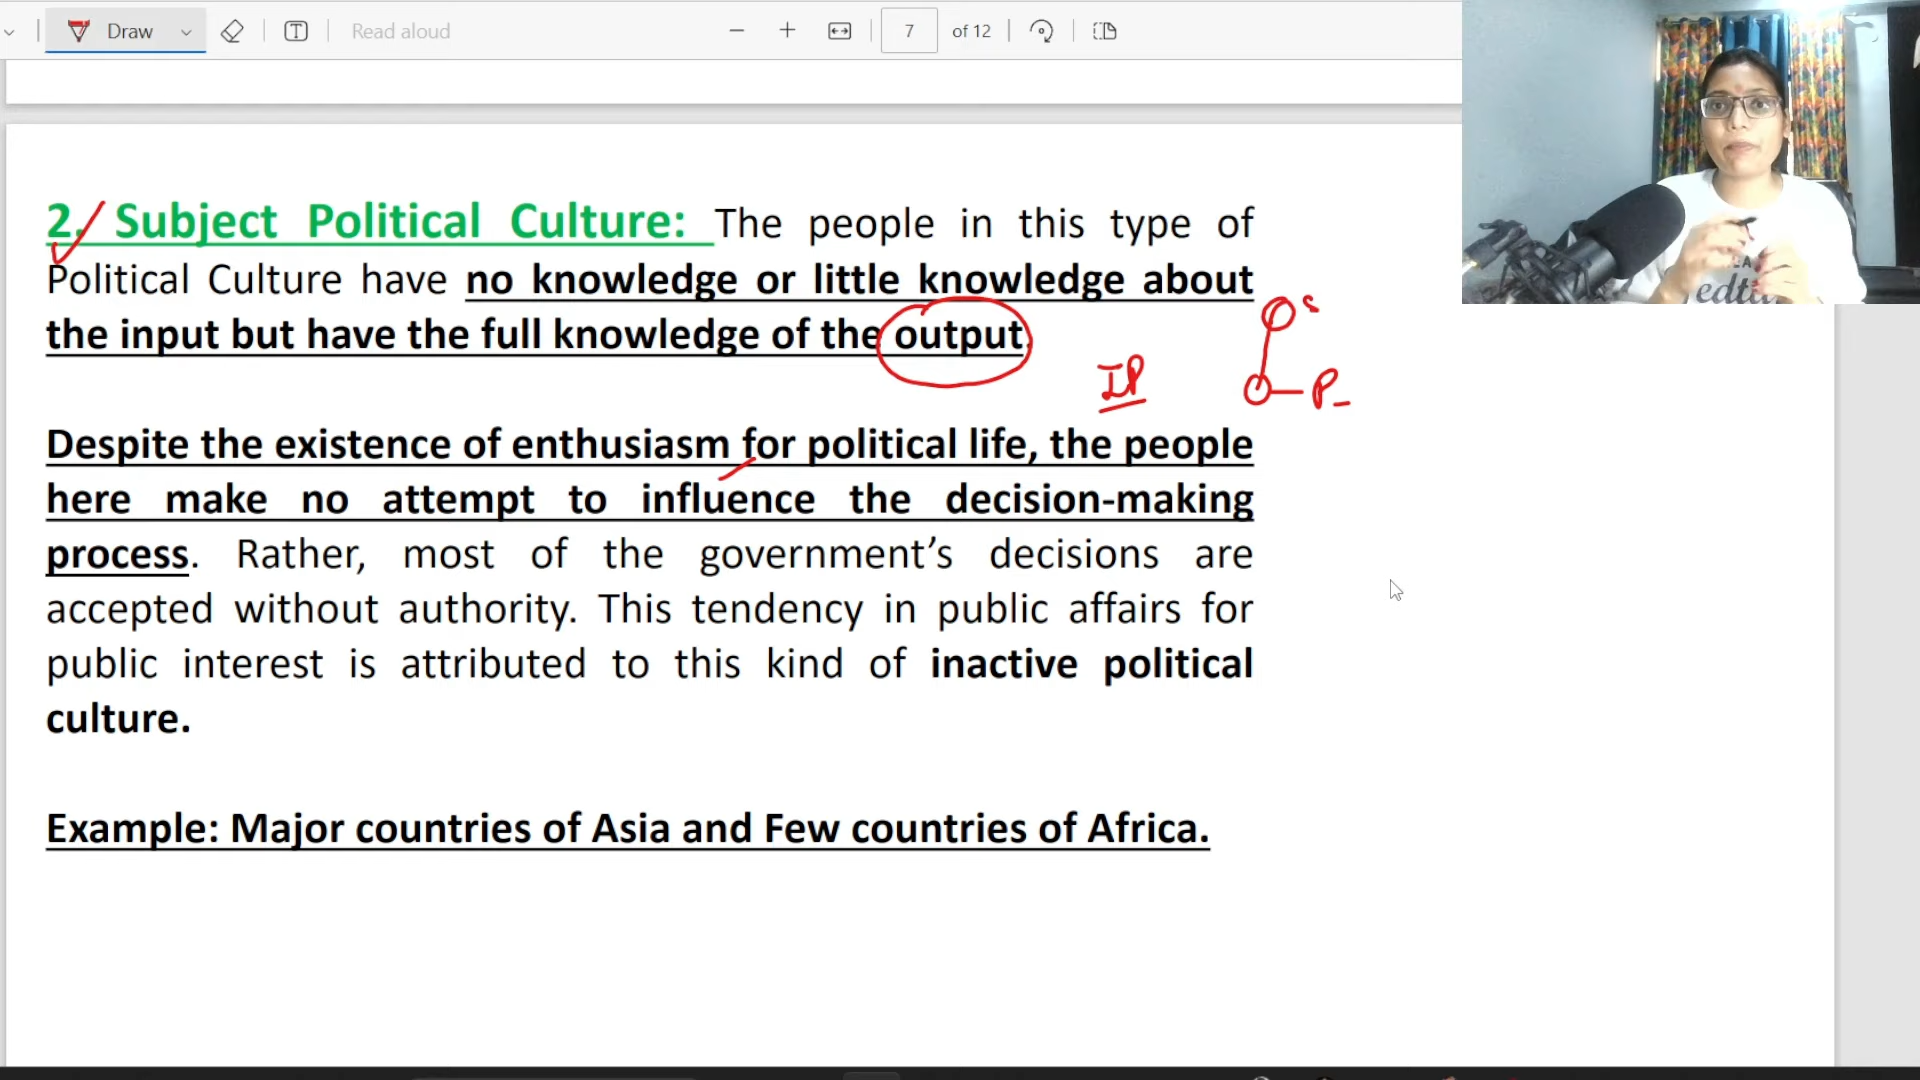 Draw
Read aloud
7 of 12
2. Subject Political Culture: The people in this type of
Political Culture have no knowledge or little knowledge about
the input but have the full knowledge of the output.
IP
P
Despite the existence of enthusiasm for political life, the people
here make no attempt to influence the decision-making
process. Rather, most of the government’s decisions are
accepted without authority. This tendency in public affairs for
public interest is attributed to this kind of inactive political
culture.
Example: Major countries of Asia and Few countries of Africa.